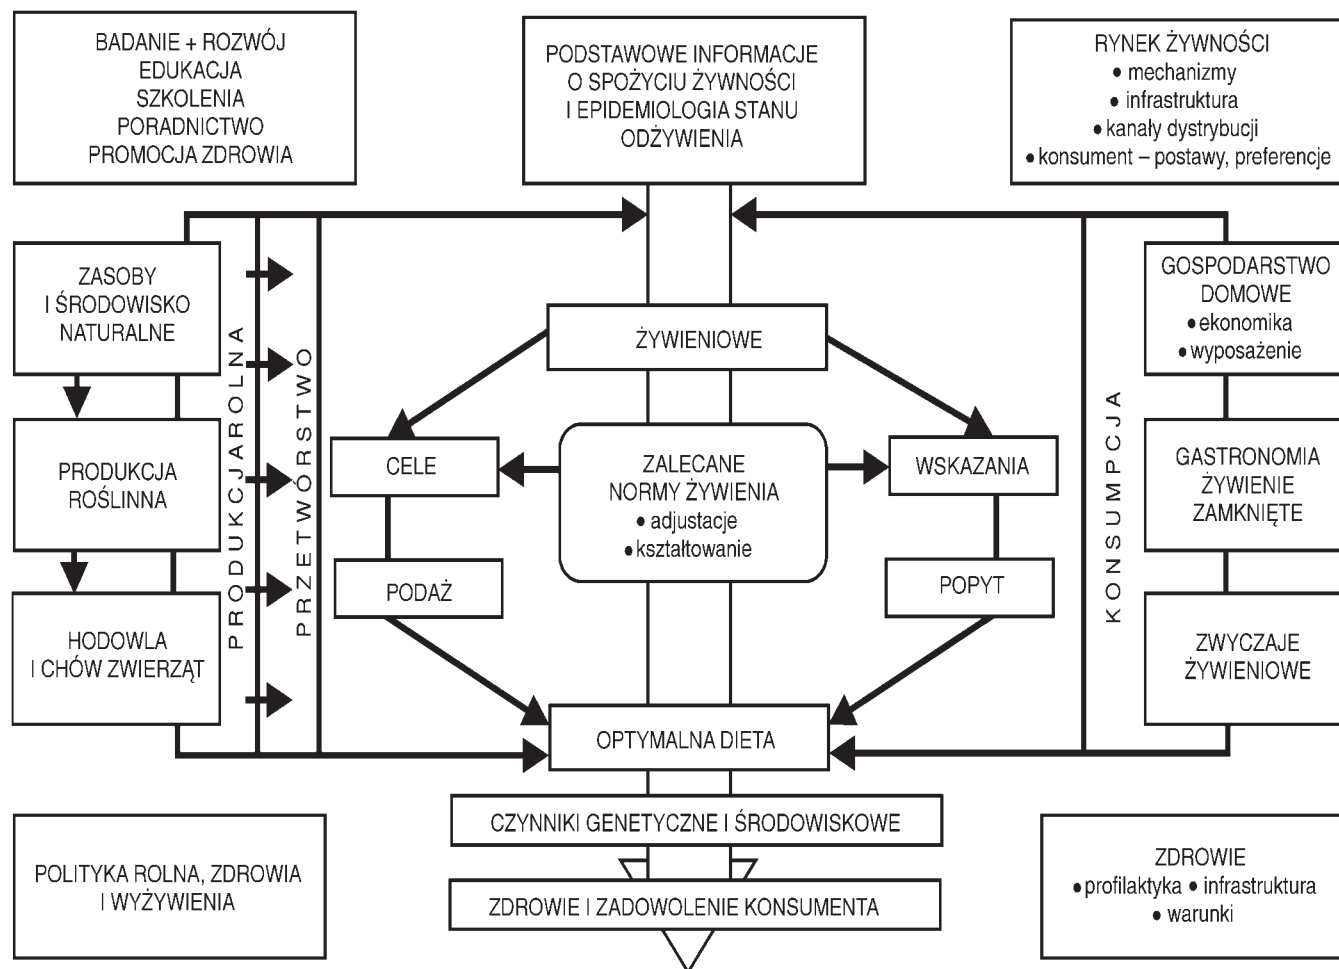 BADANIE + ROZWÓJ
EDUKACJA
SZKOLENIA
PORADNICTWO
PROMOCJA ZDROWIA
PODSTAWOWE INFORMACJE
O SPOŻYCIU ŻYWNOŚCI
I EPIDEMIOLOGIA STANU
ODŻYWIENIA
RYNEK ŻYWNOŚCI
• mechanizmy
• infrastruktura
• kanały dystrybucji
• konsument – postawy, preferencje
ZASOBY
I ŚRODOWISKO
NATURALNE
PRODUKCJA
ROŚLINNA
HODOWLA
I CHÓW ZWIERZĄT
PRODUKCJAROLNA
PRZETWÓRSTWO
ŻYWIENIOWE
CELE
ZALECANE
NORMY ŻYWIENIA
• adjustacje
• kształtowanie
WSKAZANIA
PODAŻ
POPYT
OPTYMALNA DIETA
KONSUMPCJA
GOSPODARSTWO
DOMOWE
• ekonomika
• wyposażenie
GASTRONOMIA
ŻYWIENIE
ZAMKNIĘTE
ZWYCZAJE
ŻYWIENIOWE
CZYNNIKI GENETYCZNE I ŚRODOWISKOWE
ZDROWIE I ZADOWOLENIE KONSUMENTA
POLITYKA ROLNA, ZDROWIA
I WYŻYWIENIA
ZDROWIE
• profilaktyka • infrastruktura
• warunki